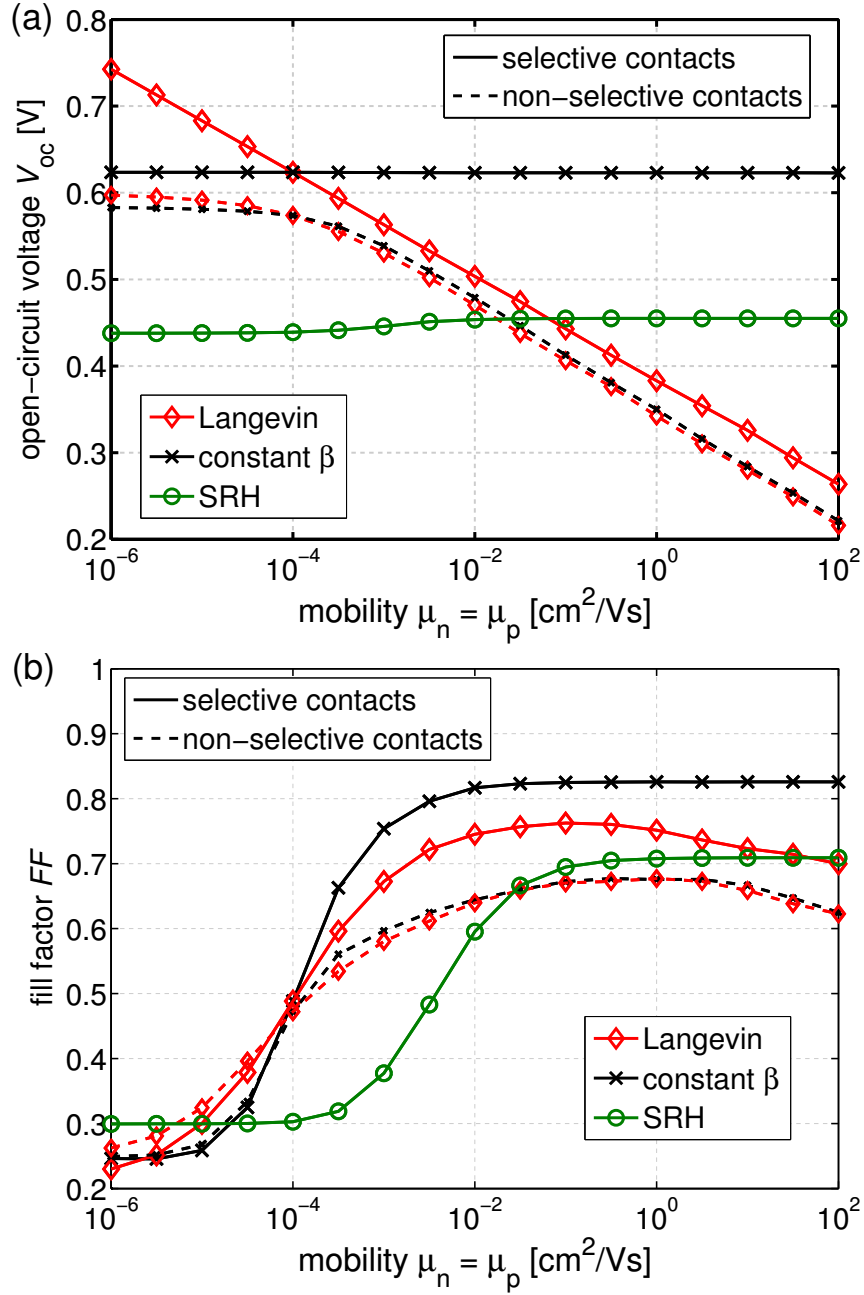 (a)
0.8
0.7
0.6
0.5
0.4
0.3
0.2
open−circuit voltage V_oc [V]
selective contacts
non−selective contacts
Langevin
constant β
SRH
10^−6 10^−4 10^−2 10^0 10^2
mobility μ_n = μ_p [cm^2/Vs]
(b)
1
0.9
0.8
0.7
0.6
0.5
0.4
0.3
0.2
fill factor FF
selective contacts
non−selective contacts
Langevin
constant β
SRH
10^−6 10^−4 10^−2 10^0 10^2
mobility μ_n = μ_p [cm^2/Vs]